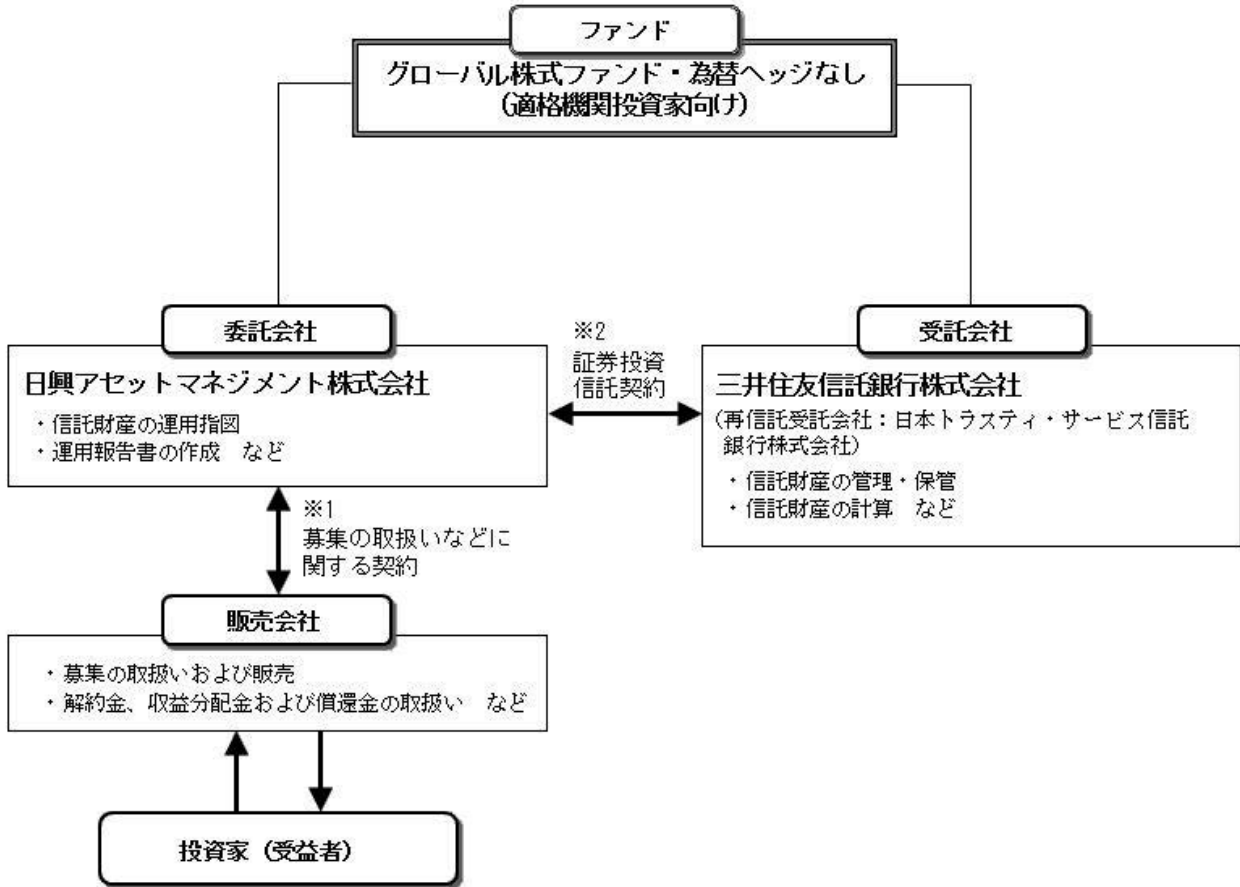 ファンド
グローバル株式ファンド・為替ヘッジなし
(適格機関投資家向け)
委託会社
日興アセットマネジメント株式会社
・信託財産の運用指図
・運用報告書の作成　など
※2
証券投資
信託契約
受託会社
三井住友信託銀行株式会社
(再信託受託会社：日本トラスティ・サービス信託
銀行株式会社)
・信託財産の管理・保管
・信託財産の計算　など
※1
募集の取扱いなどに
関する契約
販売会社
・募集の取扱いおよび販売
・解約金、収益分配金および償還金の取扱い　など
投資家（受益者）